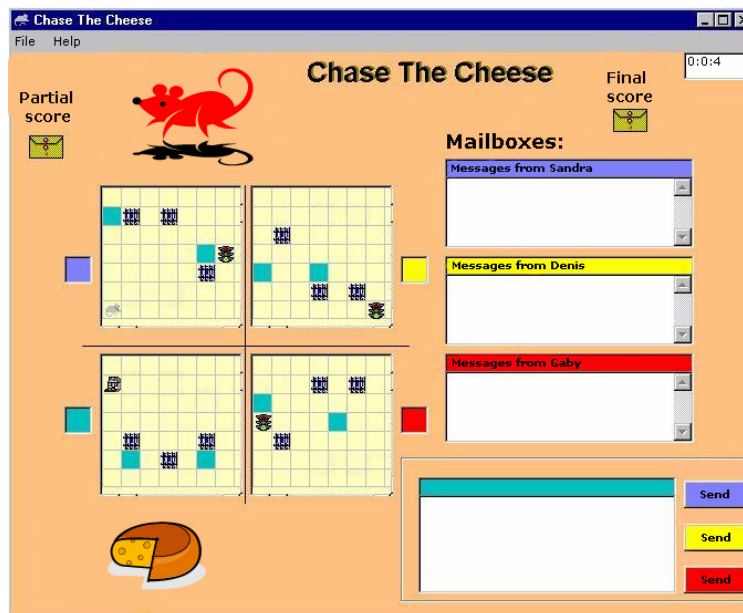 Chase The Cheese
File Help
Chase The Cheese
0:0:4
Partial
score
Final
score
Mailboxes:
Messages from Sandra
Messages from Denis
Messages from Gaby
Send
Send
Send